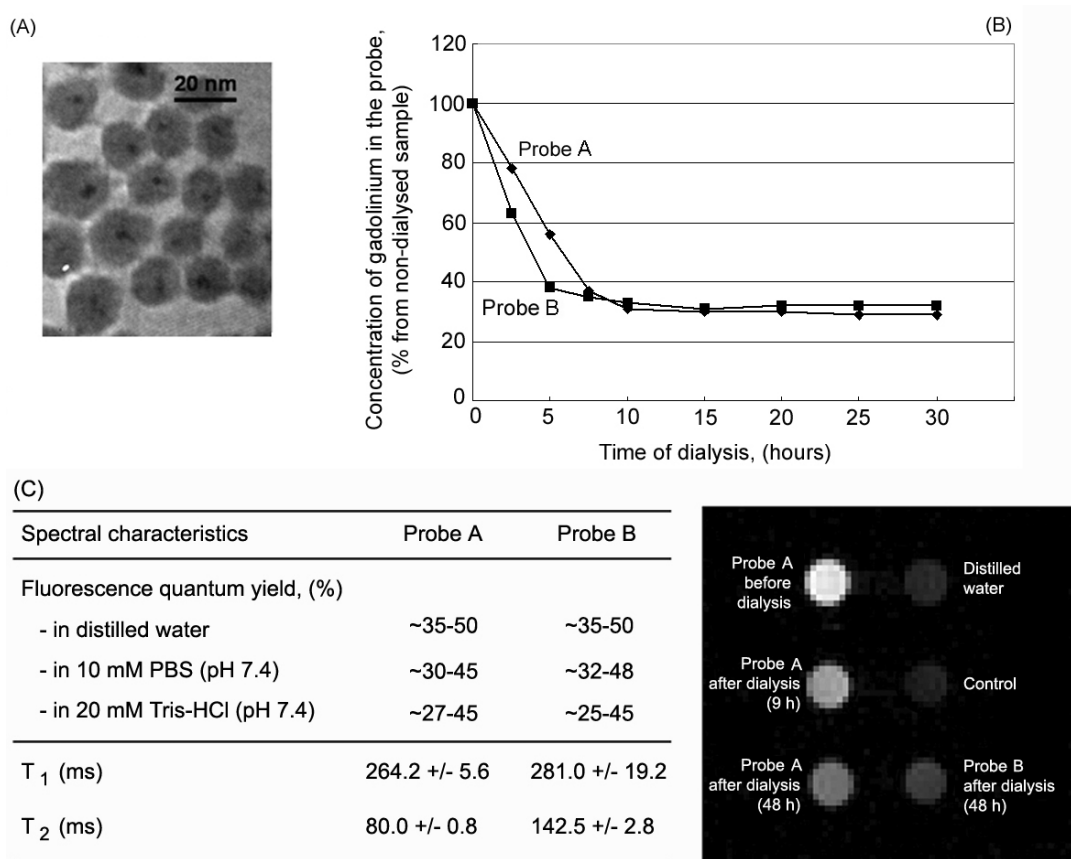 (A)
20 nm
(B)
Concentration of gadolinium in the probe,
(% from non-dialysed sample)
120
100
80
60
40
20
0
Probe A
Probe B
0 5 10 15 20 25 30
Time of dialysis, (hours)
(C)
Spectral characteristics Probe A Probe B
Fluorescence quantum yield, (%)
- in distilled water ~35-50 ~35-50
- in 10 mM PBS (pH 7.4) ~30-45 ~32-48
- in 20 mM Tris-HCl (pH 7.4) ~27-45 ~25-45
T 1 (ms) 264.2 +/- 5.6 281.0 +/- 19.2
T 2 (ms) 80.0 +/- 0.8 142.5 +/- 2.8
Probe A
before
dialysis
Distilled
water
Probe A
after dialysis
(9 h)
Control
Probe A
after dialysis
(48 h)
Probe B
after dialysis
(48 h)